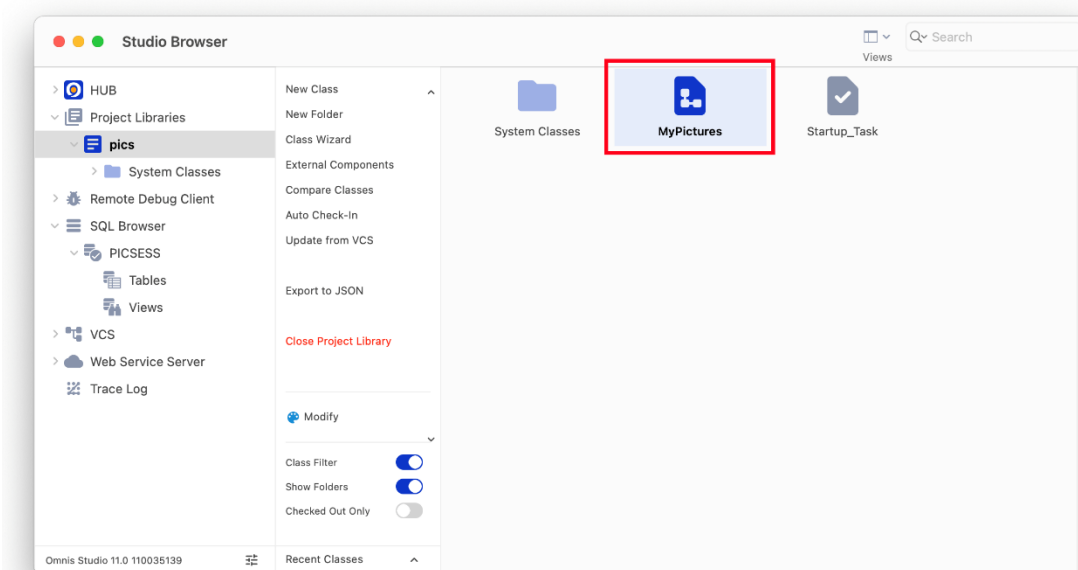 Studio Browser
Views
Search
HUB
Project Libraries
pics
System Classes
Remote Debug Client
SQL Browser
PICSESS
Tables
Views
VCS
Web Service Server
Trace Log
Omnis Studio 11.0 110035139
New Class
New Folder
Class Wizard
External Components
Compare Classes
Auto Check-In
Update from VCS
Export to JSON
Close Project Library
Modify
Class Filter
Show Folders
Checked Out Only
Recent Classes
System Classes
MyPictures
Startup_Task